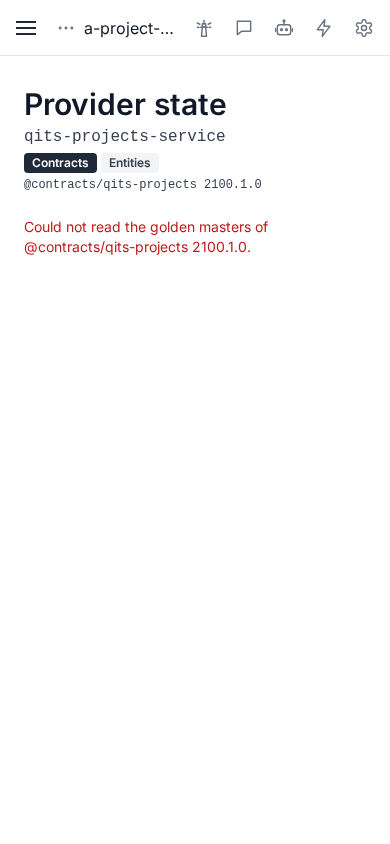 a-project-...
Provider state
qits-projects-service
Contracts Entities
@contracts/qits-projects 2100.1.0
Could not read the golden masters of
@contracts/qits-projects 2100.1.0.